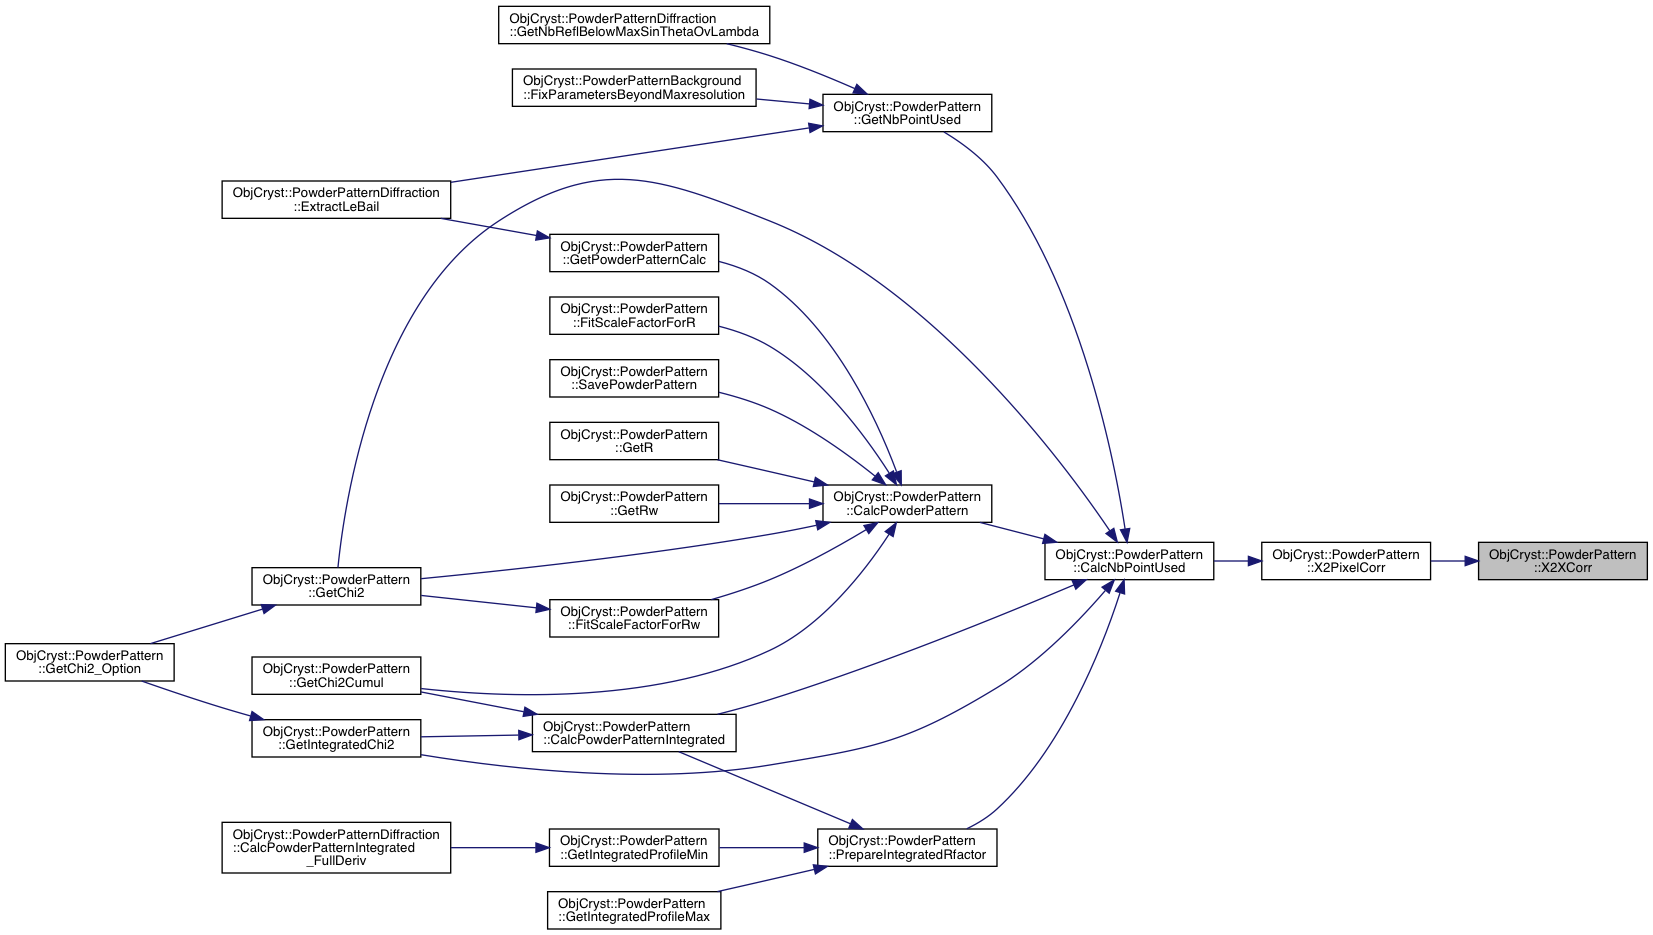 ObjCryst::PowderPatternDiffraction
::GetNbReflBelowMaxSinThetaOvLambda
ObjCryst::PowderPatternBackground
::FixParametersBeyondMaxresolution
ObjCryst::PowderPattern
::GetNbPointUsed
ObjCryst::PowderPatternDiffraction
::ExtractLeBail
ObjCryst::PowderPattern
::GetPowderPatternCalc
ObjCryst::PowderPattern
::FitScaleFactorForR
ObjCryst::PowderPattern
::SavePowderPattern
ObjCryst::PowderPattern
::GetR
ObjCryst::PowderPattern
::GetRw
ObjCryst::PowderPattern
::CalcPowderPattern
ObjCryst::PowderPattern
::CalcNbPointUsed
ObjCryst::PowderPattern
::X2PixelCorr
ObjCryst::PowderPattern
::X2XCorr
ObjCryst::PowderPattern
::GetChi2
ObjCryst::PowderPattern
::FitScaleFactorForRw
ObjCryst::PowderPattern
::GetChi2_Option
ObjCryst::PowderPattern
::GetChi2Cumul
ObjCryst::PowderPattern
::GetIntegratedChi2
ObjCryst::PowderPattern
::CalcPowderPatternIntegrated
ObjCryst::PowderPatternDiffraction
::CalcPowderPatternIntegrated
_FullDeriv
ObjCryst::PowderPattern
::GetIntegratedProfileMin
ObjCryst::PowderPattern
::PrepareIntegratedRfactor
ObjCryst::PowderPattern
::GetIntegratedProfileMax